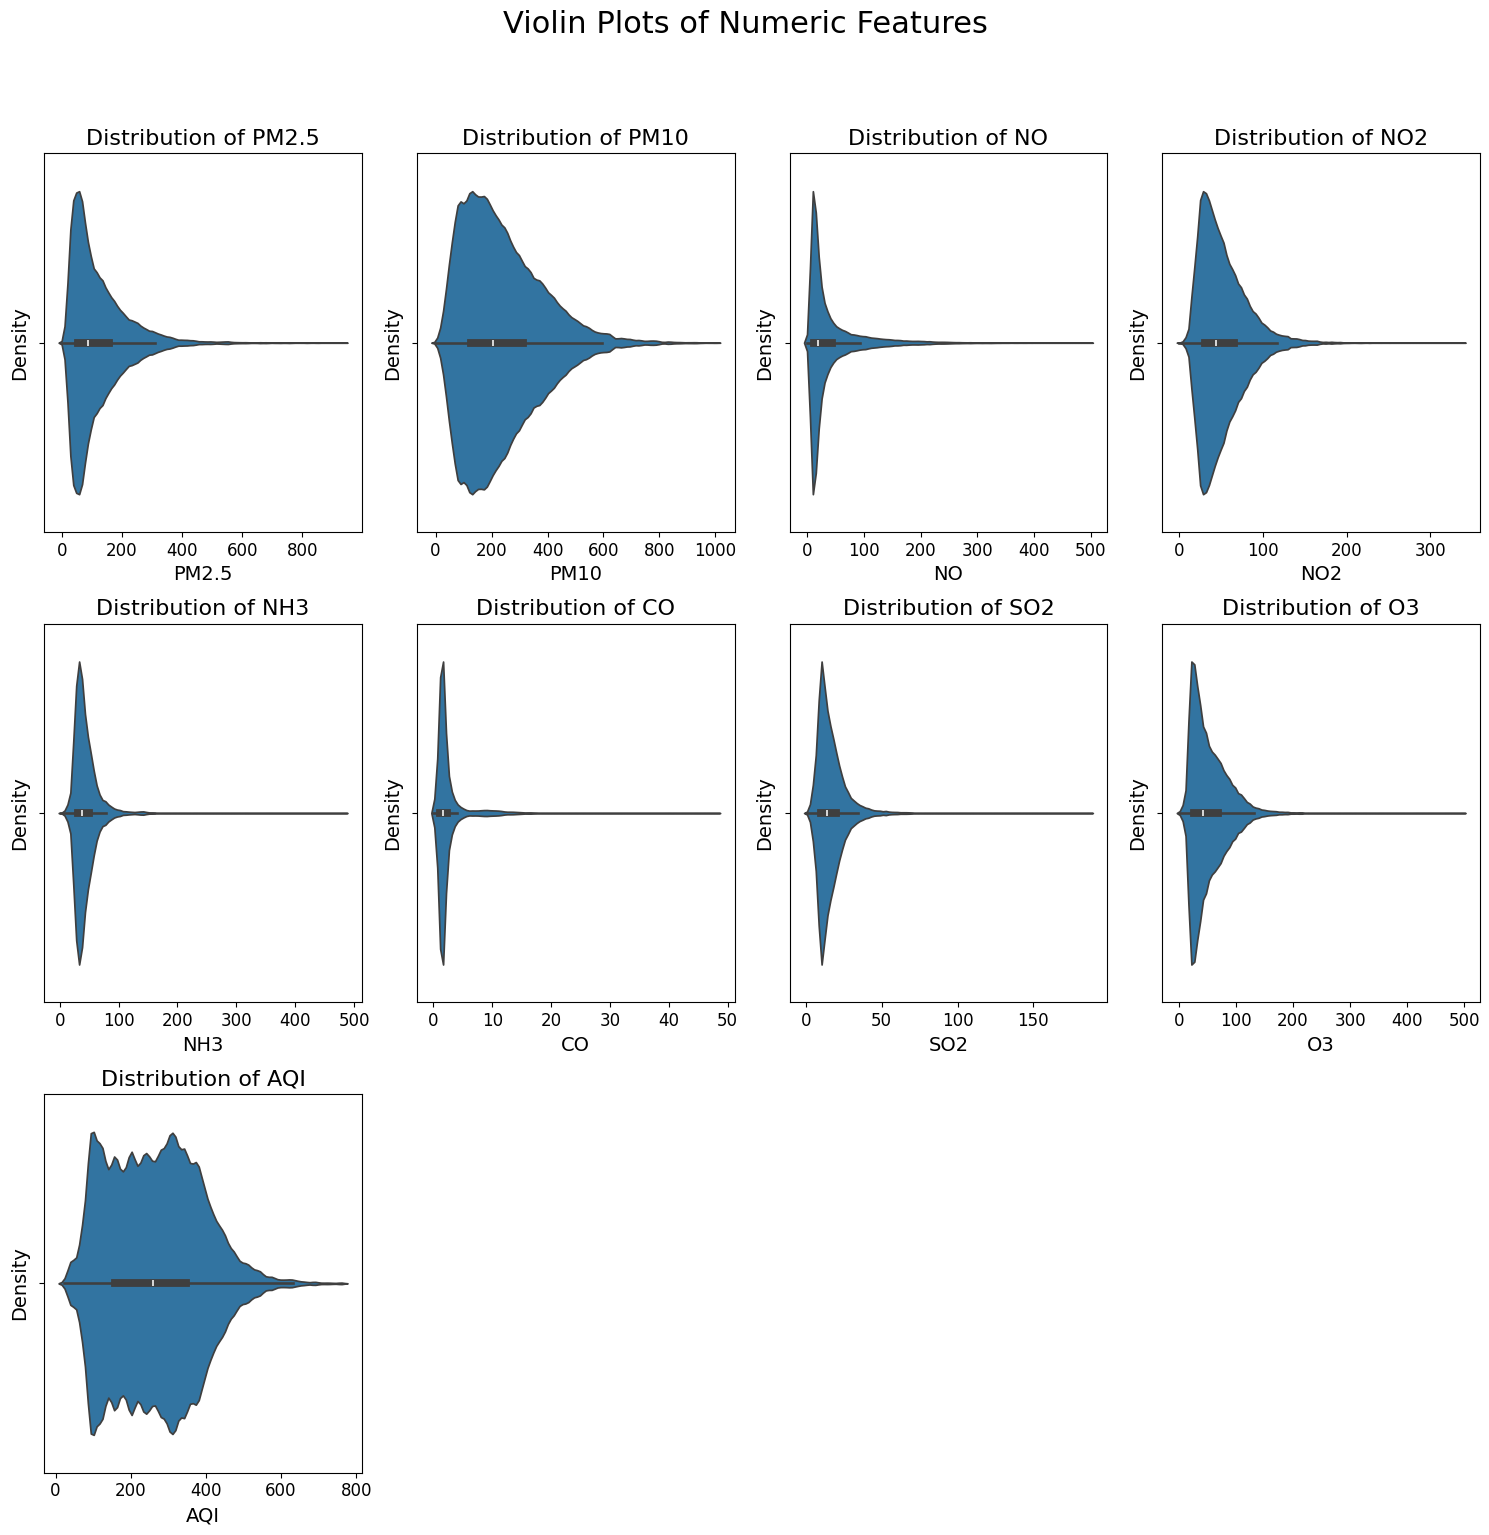 Violin Plots of Numeric Features
Distribution of PM2.5
Distribution of PM10
Distribution of NO
Distribution of NO2
Density
Density
Density
Density
0 200 400 600 800
0 200 400 600 800 1000
0 100 200 300 400 500
0 100 200 300
PM2.5
PM10
NO
NO2
Distribution of NH3
Distribution of CO
Distribution of SO2
Distribution of O3
Density
Density
Density
Density
0 100 200 300 400 500
0 10 20 30 40 50
0 50 100 150
0 100 200 300 400 500
NH3
CO
SO2
O3
Distribution of AQI
Density
0 200 400 600 800
AQI